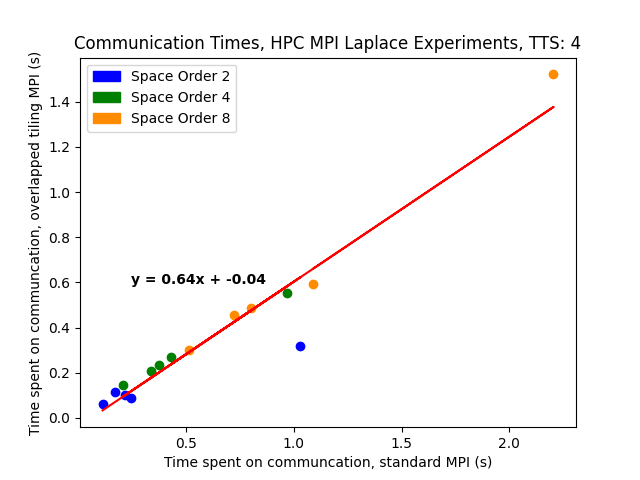 Communication Times, HPC MPI Laplace Experiments, TTS: 4
Space Order 2
Space Order 4
Space Order 8
y = 0.64x + -0.04
Time spent on communcation, overlapped tiling MPI (s)
1.4
1.2
1.0
0.8
0.6
0.4
0.2
0.0
0.5
1.0
1.5
2.0
Time spent on communcation, standard MPI (s)